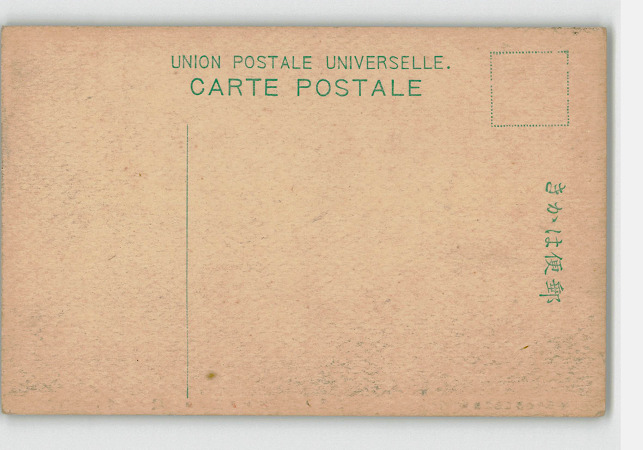 UNION POSTALE UNIVERSELLE.
CARTE POSTALE
きかは便郵